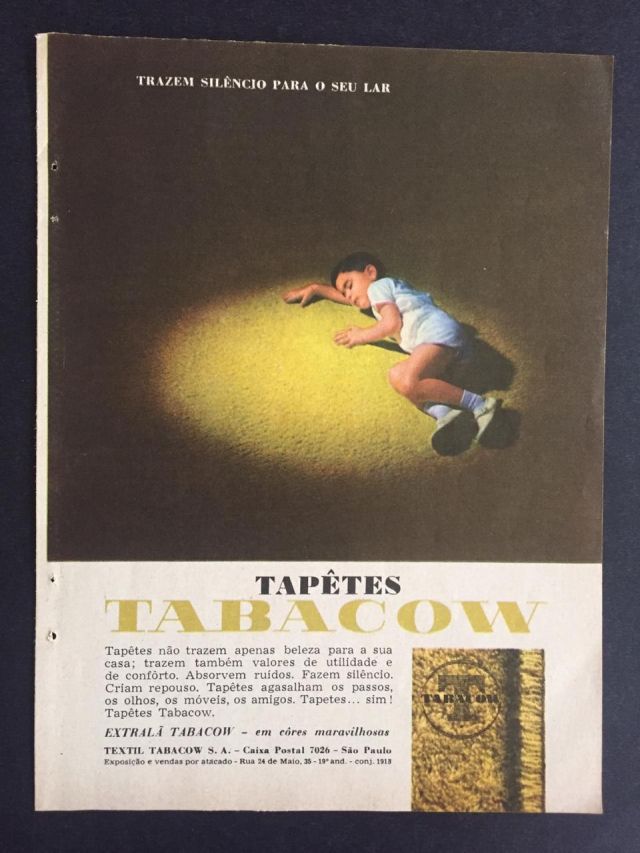 TRAZEM SILÊNCIO PARA O SEU LAR
TAPÊTES
TABACOW
Tapêtes não trazem apenas beleza para a sua
casa; trazem também valores de utilidade e
de confôrto. Absorvem ruídos. Fazem silêncio.
Criam repouso. Tapêtes agasalham os passos,
os olhos, os móveis, os amigos. Tapetes... sim!
Tapêtes Tabacow.
EXTRALÃ TABACOW - em côres maravilhosas
TEXTIL TABACOW S. A. - Caixa Postal 7026 - São Paulo
Exposição e vendas por atacado - Rua 24 de Maio, 35 - 19º and. - conj. 1918
T
TABACOW